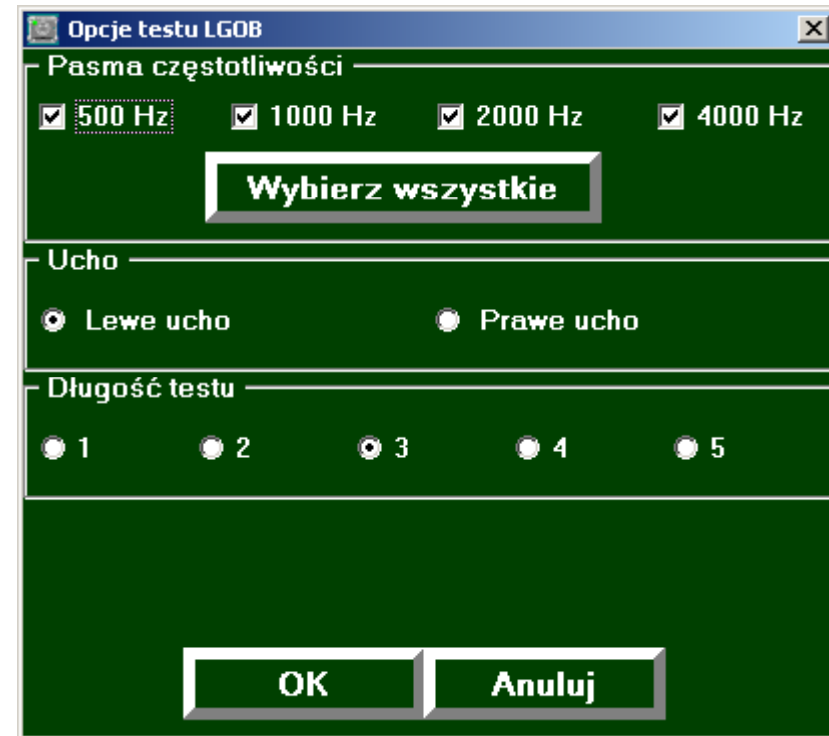 Opcje testu LGOB
Pasma częstotliwości
500 Hz 1000 Hz 2000 Hz 4000 Hz
Wybierz wszystkie
Ucho
Lewe ucho Prawe ucho
Długość testu
1 2 3 4 5
OK Anuluj